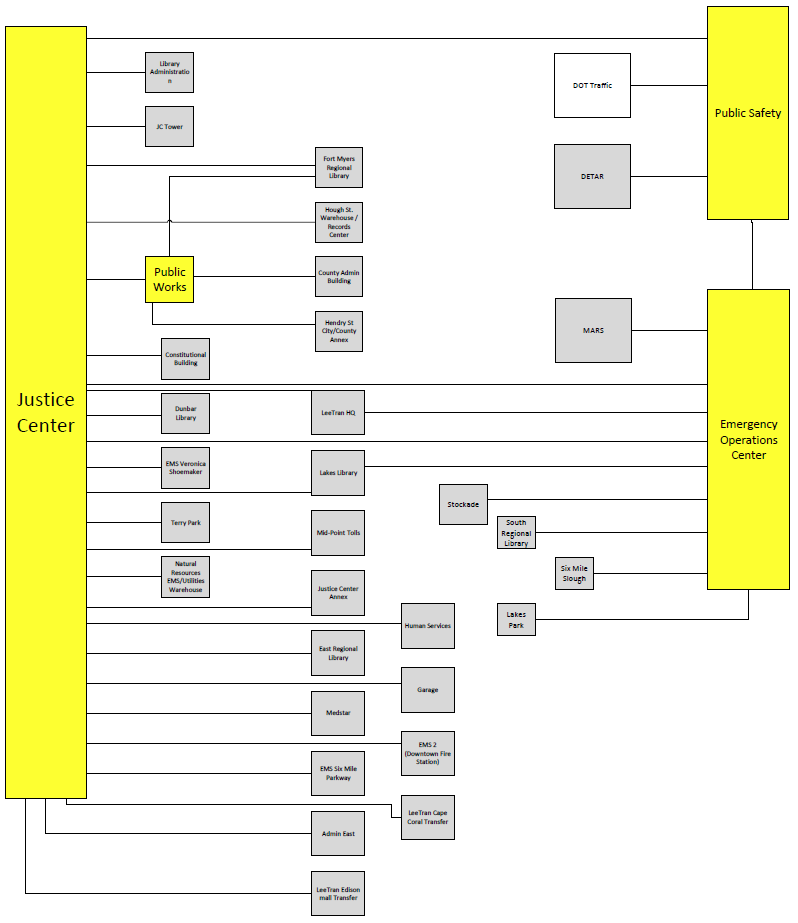 Justice
Center
Public Safety
Library
Administratio
n
DOT Traffic
JC Tower
Fort Myers
Regional
Library
DETAR
Hough St.
Warehouse /
Records
Center
Public
Works
County Admin
Building
Hendry St
City/County
Annex
MARS
Constitutional
Building
Emergency
Operations
Center
Dunbar
Library
LeeTran HQ
EMS Veronica
Shoemaker
Lakes Library
Stockade
Terry Park
Mid-Point Tolls
South
Regional
Library
Natural
Resources
EMS/Utilities
Warehouse
Justice Center
Annex
Six Mile
Slough
Human Services
Lakes
Park
East Regional
Library
Garage
Medstar
EMS 2
(Downtown Fire
Station)
EMS Six Mile
Parkway
LeeTran Cape
Coral Transfer
Admin East
LeeTran Edison
mall Transfer